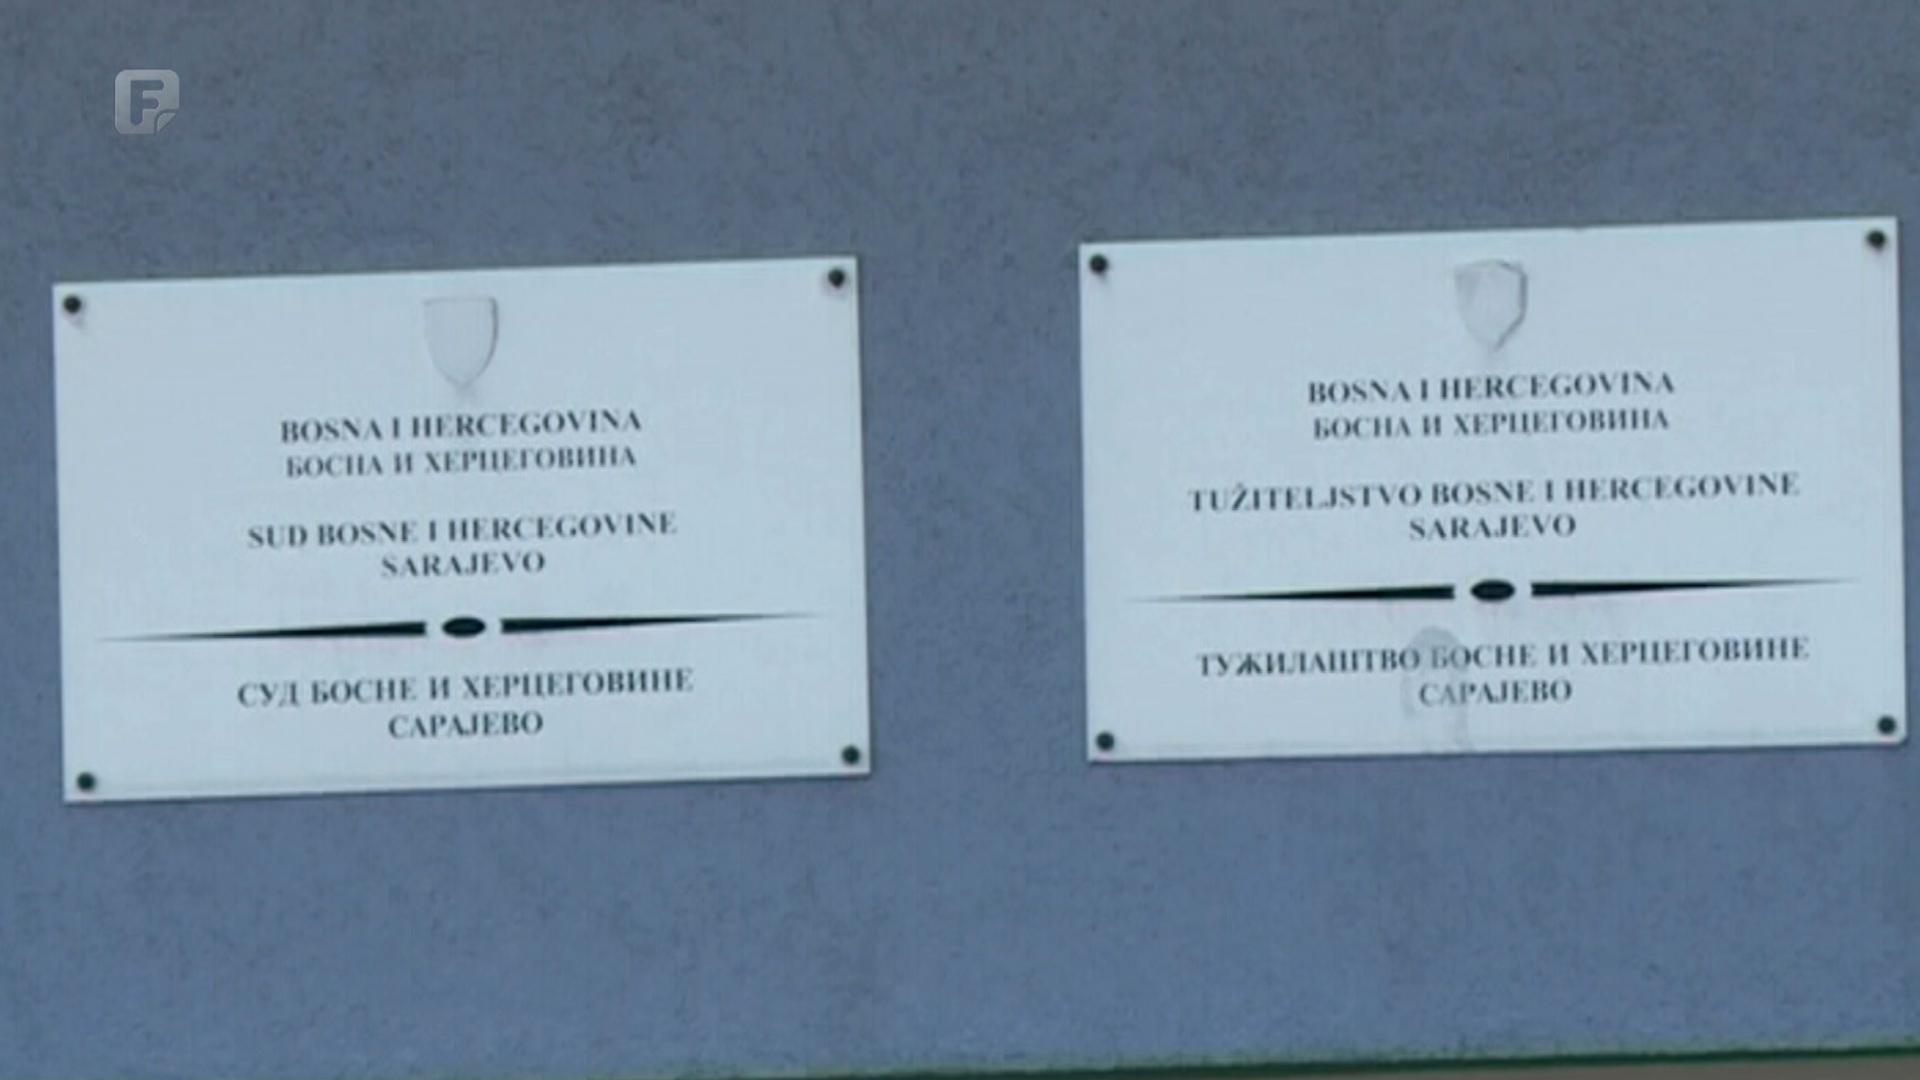 F
BOSNA I HERCEGOVINA
БОСНА И ХЕРЦЕГОВИНА
SUD BOSNE I HERCEGOVINE
SARAJEVO
СУД БОСНЕ И ХЕРЦЕГОВИНЕ
САРАЈЕВО
BOSNA I HERCEGOVINA
БОСНА И ХЕРЦЕГОВИНА
TUŽITELJSTVO BOSNE I HERCEGOVINE
SARAJEVO
ТУЖИЛАШТВО БОСНЕ И ХЕРЦЕГОВИНЕ
САРАЈЕВО